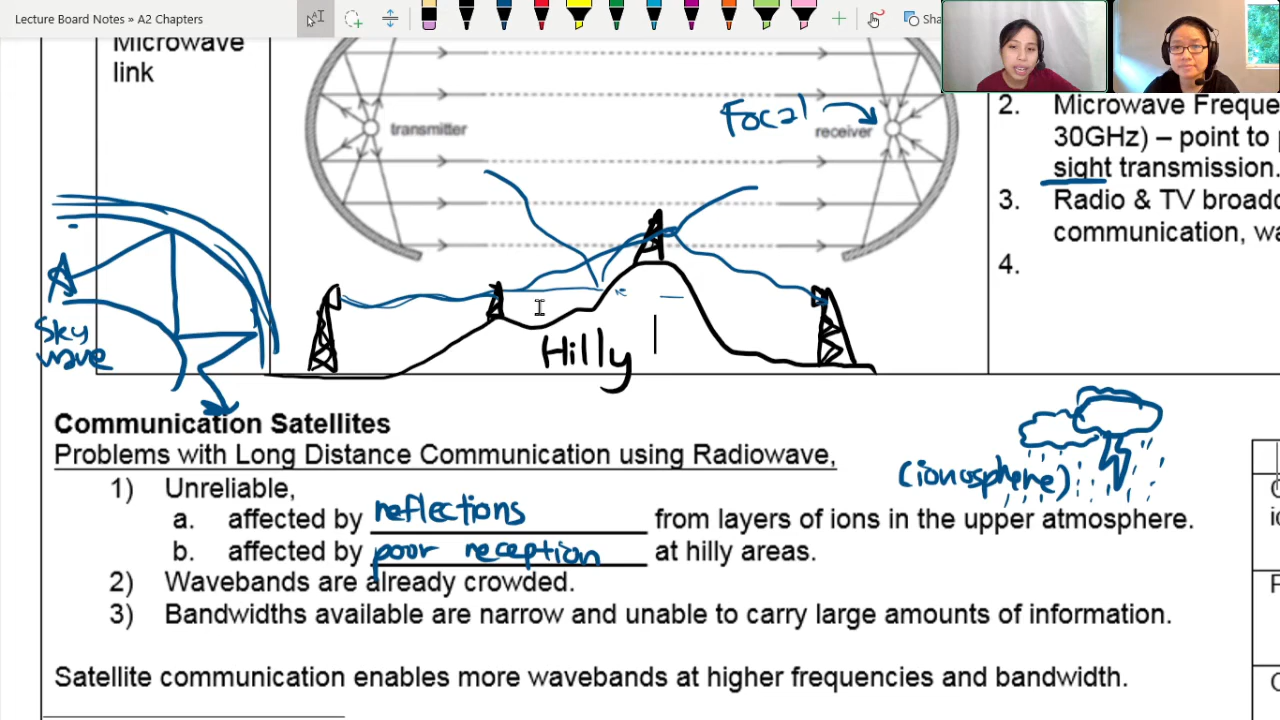 Lecture Board Notes » A2 Chapters
Sha
Microwave
link
transmitter
Focal
receiver
2. Microwave Freque
30GHz) – point to p
sight transmission.
3. Radio & TV broadc
communication, wa
4.
Sky
wave
Hilly
Communication Satellites
Problems with Long Distance Communication using Radiowave,
(ionosphere)
1) Unreliable,
a. affected by reflections from layers of ions in the upper atmosphere.
b. affected by poor reception at hilly areas.
2) Wavebands are already crowded.
3) Bandwidths available are narrow and unable to carry large amounts of information.
Satellite communication enables more wavebands at higher frequencies and bandwidth.